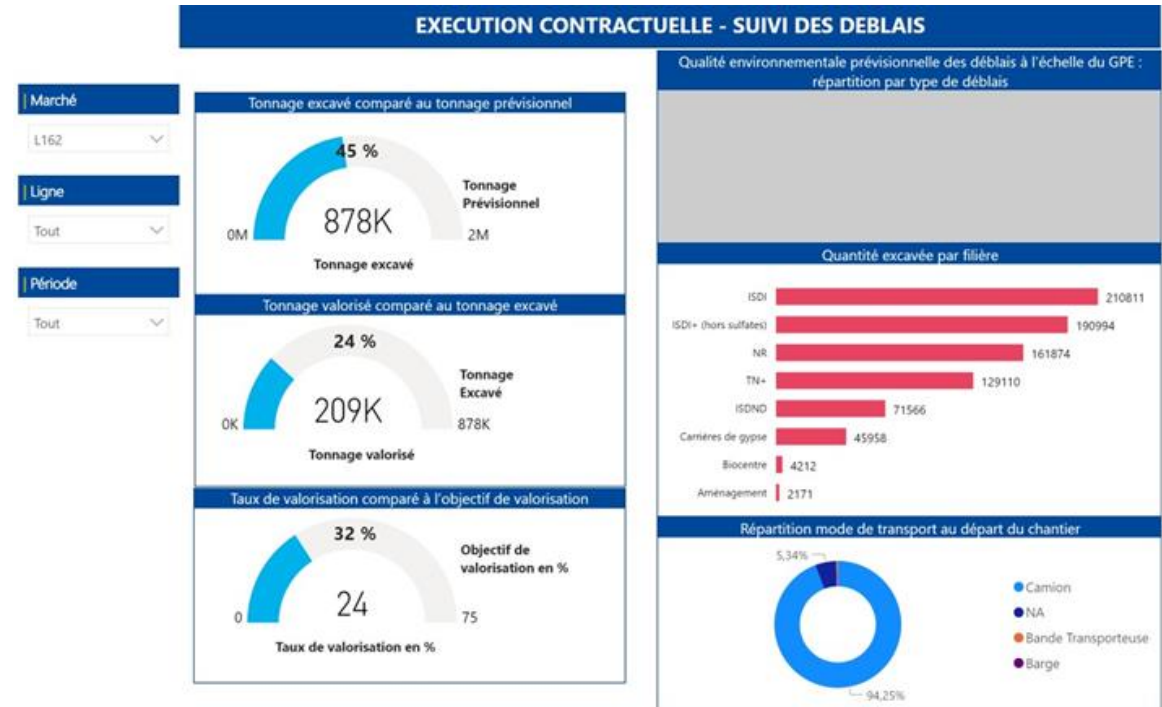 EXECUTION CONTRACTUELLE - SUIVI DES DEBLAIS
Marché
L162
Ligne
Tout
Période
Tout
Tonnage excavé comparé au tonnage prévisionnel
45 %
Tonnage
Prévisionnel
878K
0M
2M
Tonnage excavé
Tonnage valorisé comparé au tonnage excavé
24 %
Tonnage
Excavé
209K
0K
878K
Tonnage valorisé
Taux de valorisation comparé à l'objectif de valorisation
32 %
Objectif de
valorisation en %
24
0
75
Taux de valorisation en %
Qualité environnementale prévisionnelle des déblais à l'échelle du GPE :
répartition par type de déblais
Quantité excavée par filière
ISDI 210811
ISDI+ (hors sulfates) 190994
NR 161874
TN+ 129110
ISDND 71566
Carrières de gypse 45958
Biocentre 4212
Aménagement 2171
Répartition mode de transport au départ du chantier
5,34%
Camion
NA
Bande Transporteuse
Barge
94,25%